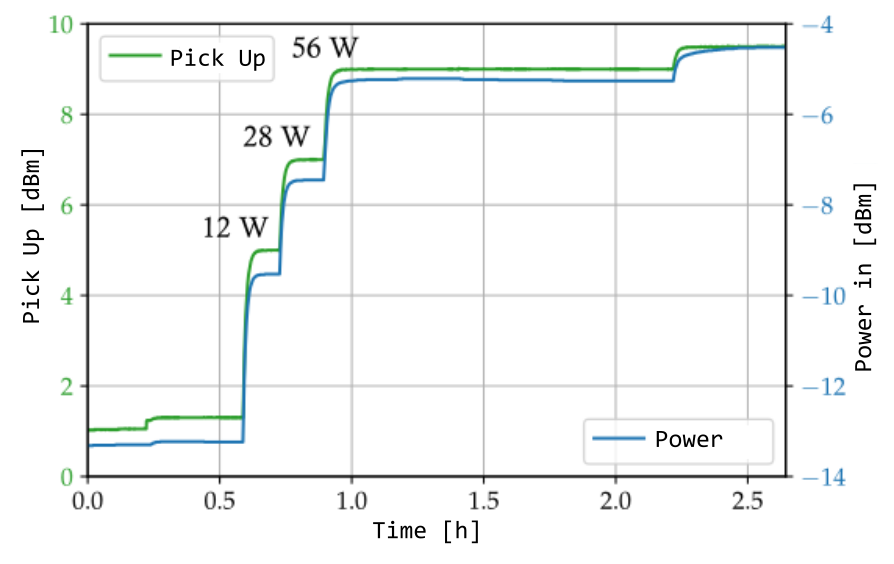 10
8
6
4
2
0
Pick Up [dBm]
Pick Up
56 W
28 W
12 W
Power
−4
−6
−8
−10
−12
−14
Power in [dBm]
0.0 0.5 1.0 1.5 2.0 2.5
Time [h]